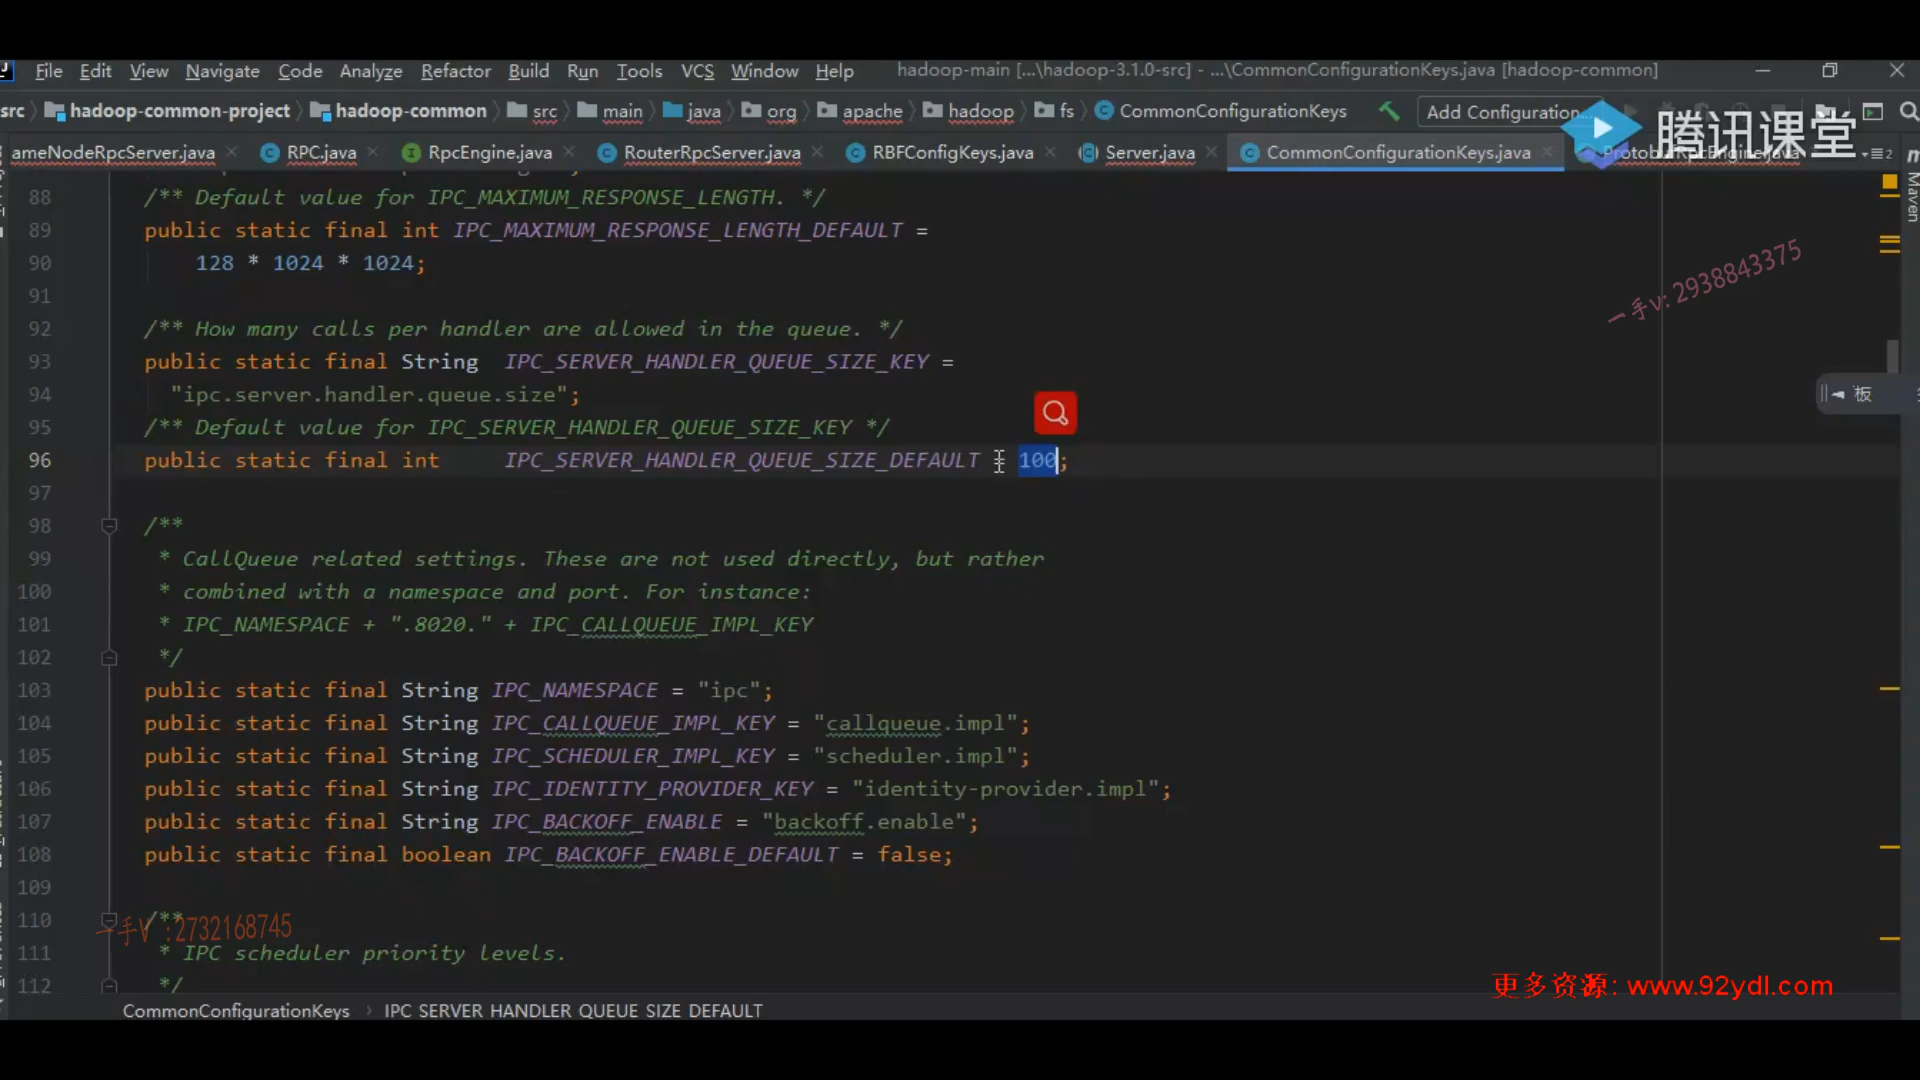 File Edit View Navigate Code Analyze Refactor Build Run Tools VCS Window Help hadoop-main [...\hadoop-3.1.0-src] - ...\CommonConfigurationKeys.java [hadoop-common]
src hadoop-common-project hadoop-common src main java org apache hadoop fs CommonConfigurationKeys Add Configuration...
腾讯课堂
ameNodeRpcServer.java RPC.java RpcEngine.java RouterRpcServer.java RBFConfigKeys.java Server.java CommonConfigurationKeys.java
Maven
88 /** Default value for IPC_MAXIMUM_RESPONSE_LENGTH. */
89 public static final int IPC_MAXIMUM_RESPONSE_LENGTH_DEFAULT =
90 128 * 1024 * 1024;
一手v: 2938843375
91
92 /** How many calls per handler are allowed in the queue. */
93 public static final String IPC_SERVER_HANDLER_QUEUE_SIZE_KEY =
94 "ipc.server.handler.queue.size";
板
95 /** Default value for IPC_SERVER_HANDLER_QUEUE_SIZE_KEY */
96 public static final int IPC_SERVER_HANDLER_QUEUE_SIZE_DEFAULT = 100;
97
98 /**
99 * CallQueue related settings. These are not used directly, but rather
100 * combined with a namespace and port. For instance:
101 * IPC_NAMESPACE + ".8020." + IPC_CALLQUEUE_IMPL_KEY
102 */
103 public static final String IPC_NAMESPACE = "ipc";
104 public static final String IPC_CALLQUEUE_IMPL_KEY = "callqueue.impl";
105 public static final String IPC_SCHEDULER_IMPL_KEY = "scheduler.impl";
106 public static final String IPC_IDENTITY_PROVIDER_KEY = "identity-provider.impl";
107 public static final String IPC_BACKOFF_ENABLE = "backoff.enable";
108 public static final boolean IPC_BACKOFF_ENABLE_DEFAULT = false;
109
110 /**
一手V :2732168745
111 * IPC scheduler priority levels.
112 */
更多资源: www.92ydl.com
CommonConfigurationKeys › IPC_SERVER_HANDLER_QUEUE_SIZE_DEFAULT